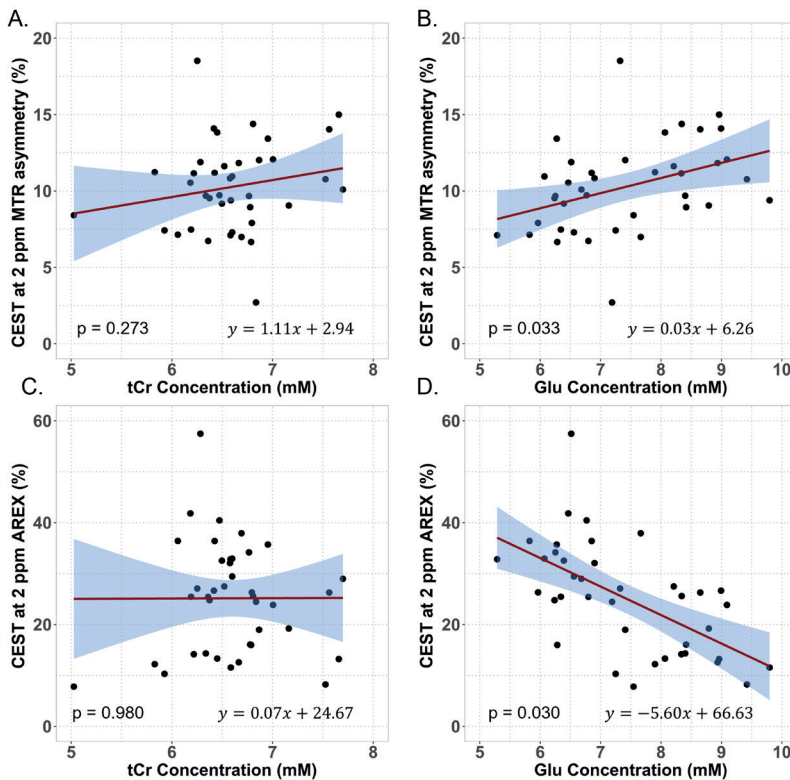 A.
B.
CEST at 2 ppm MTR asymmetry (%)
20
15
10
5
0
p = 0.273
y = 1.11x + 2.94
5
6
7
8
tCr Concentration (mM)
CEST at 2 ppm MTR asymmetry (%)
20
15
10
5
0
p = 0.033
y = 0.03x + 6.26
5
6
7
8
9
10
Glu Concentration (mM)
C.
D.
CEST at 2 ppm AREX (%)
60
40
20
0
p = 0.980
y = 0.07x + 24.67
5
6
7
8
tCr Concentration (mM)
CEST at 2 ppm AREX (%)
60
40
20
0
p = 0.030
y = −5.60x + 66.63
5
6
7
8
9
10
Glu Concentration (mM)